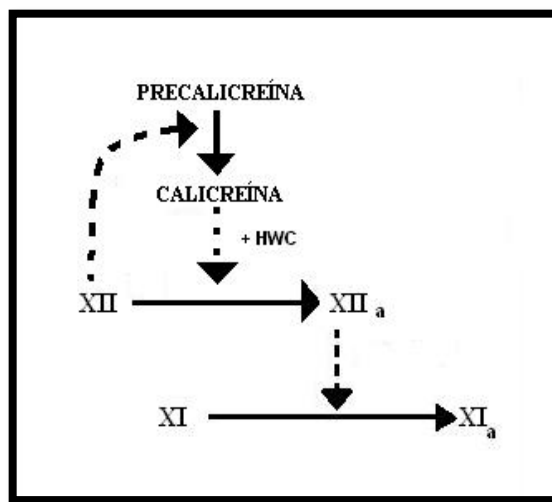 PRECALICREÍNA
CALICREÍNA
+ HWC
XII XII a
XI XI a